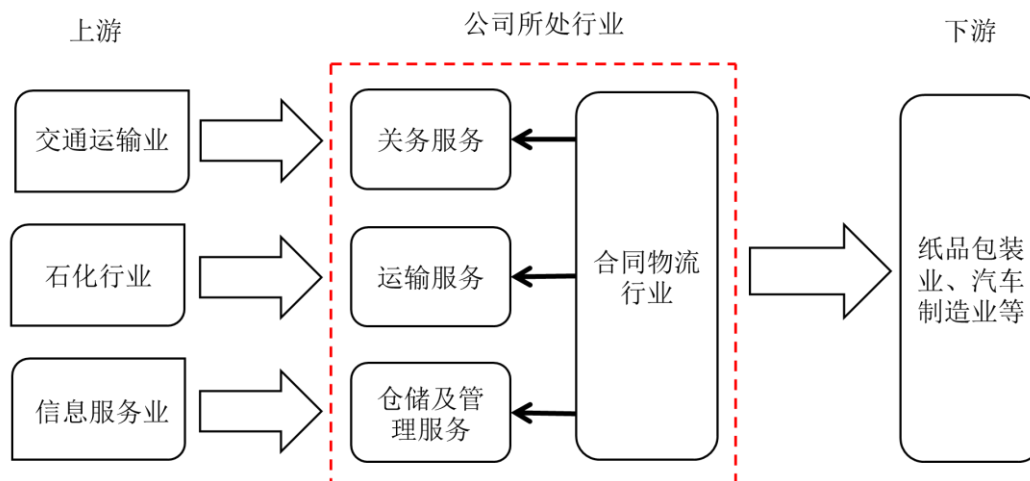 上游
公司所处行业
下游
交通运输业
关务服务
石化行业
运输服务
合同物流
行业
纸品包装
业、汽车
制造业等
信息服务业
仓储及管
理服务